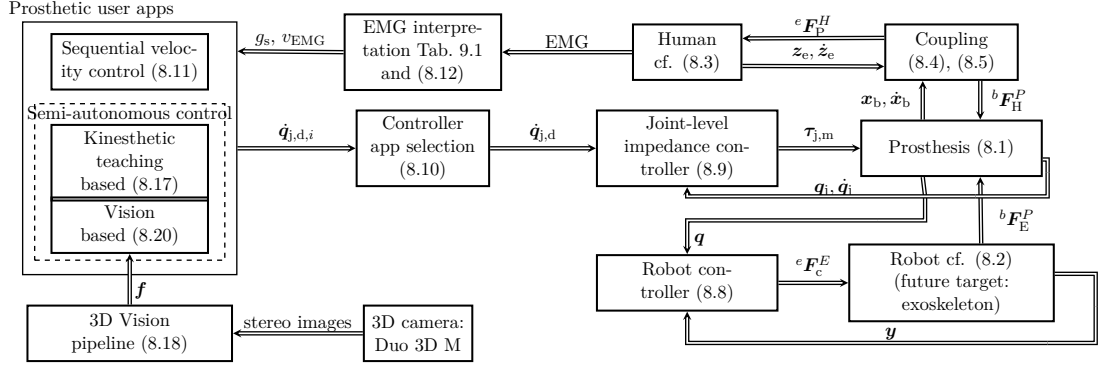 Prosthetic user apps
Sequential veloc-
ity control (8.11)
Semi-autonomous control
Kinesthetic
teaching
based (8.17)
Vision
based (8.20)
f
3D Vision
pipeline (8.18)
stereo images
3D camera:
Duo 3D M
g_s, v_EMG
EMG interpre-
tation Tab. 9.1
and (8.12)
EMG
Human
cf. (8.3)
^eF_P^H
z_e, ż_e
Coupling
(8.4), (8.5)
x_b, ẋ_b
^bF_H^P
q̇_j,d,i
Controller
app selection
(8.10)
q̇_j,d
Joint-level
impedance con-
troller (8.9)
τ_j,m
Prosthesis (8.1)
q_j, q̇_j
^bF_E^P
q
Robot con-
troller (8.8)
^eF_c^E
Robot cf. (8.2)
(future target:
exoskeleton)
y